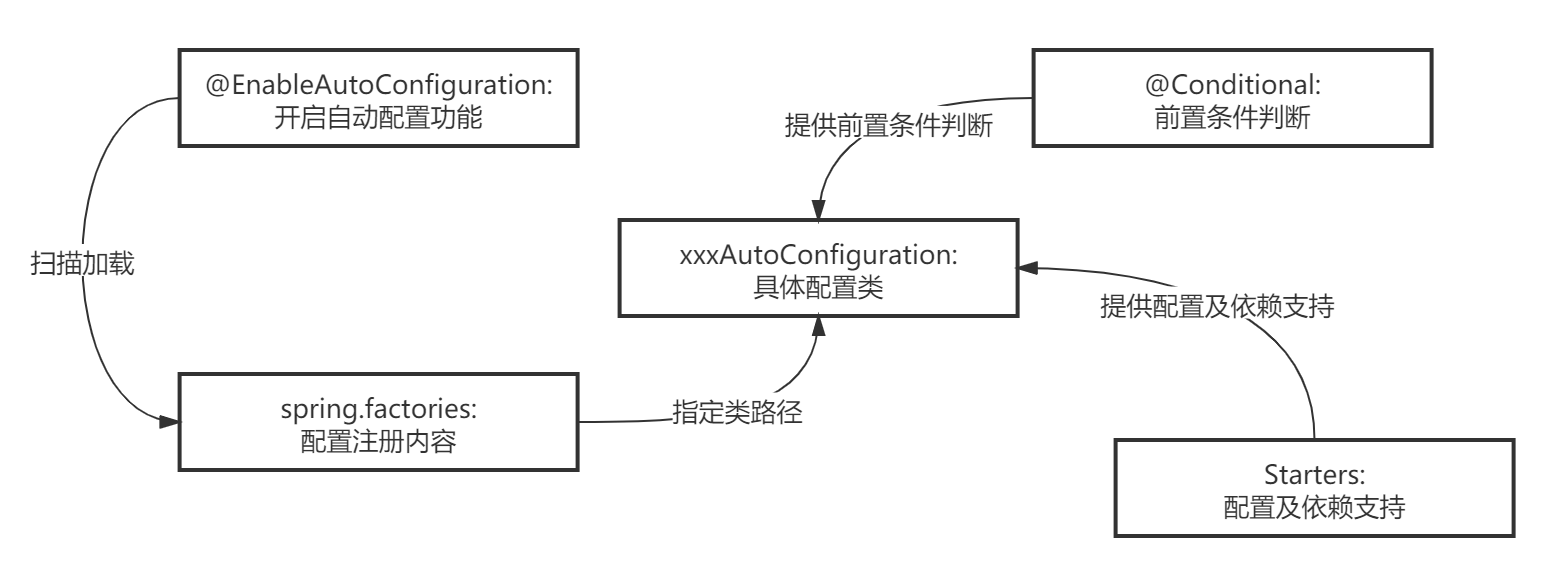 @EnableAutoConfiguration:
开启自动配置功能
@Conditional:
前置条件判断
提供前置条件判断
xxxAutoConfiguration:
具体配置类
扫描加载
提供配置及依赖支持
spring.factories:
配置注册内容
指定类路径
Starters:
配置及依赖支持